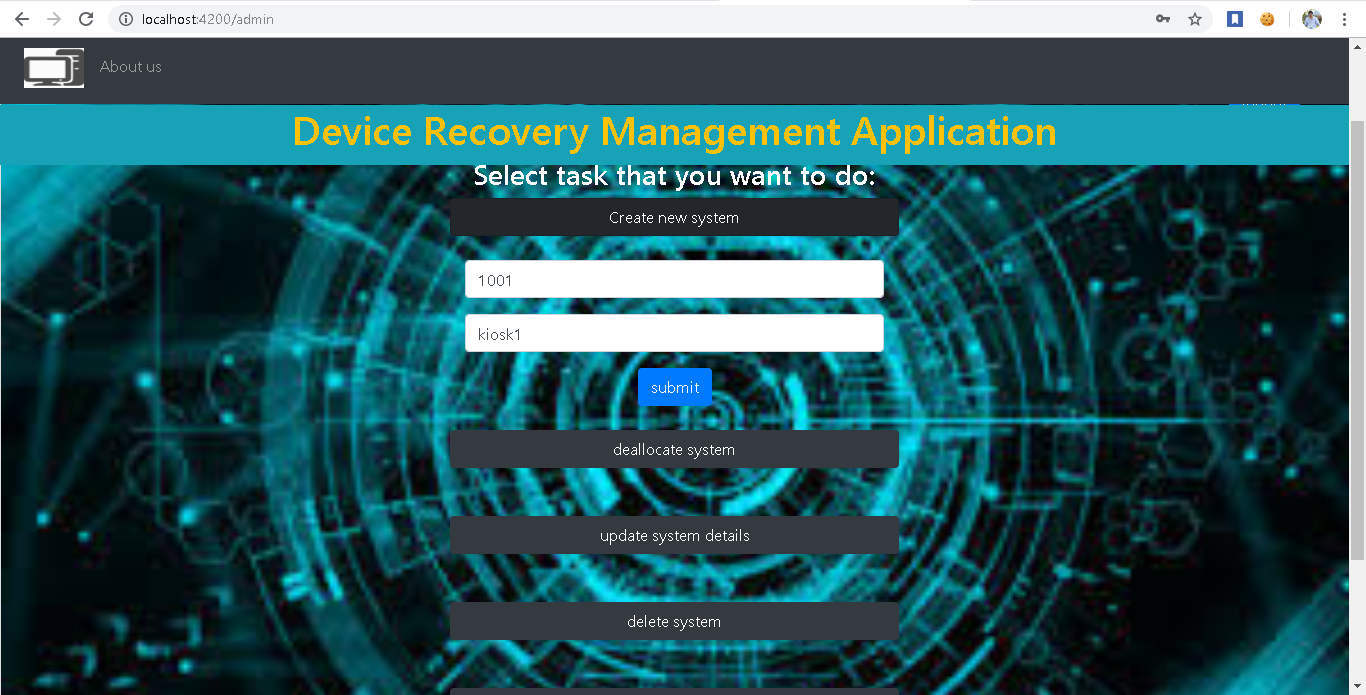 localhost:4200/admin
About us
Device Recovery Management Application
Select task that you want to do:
Create new system
1001
kiosk1
submit
deallocate system
update system details
delete system